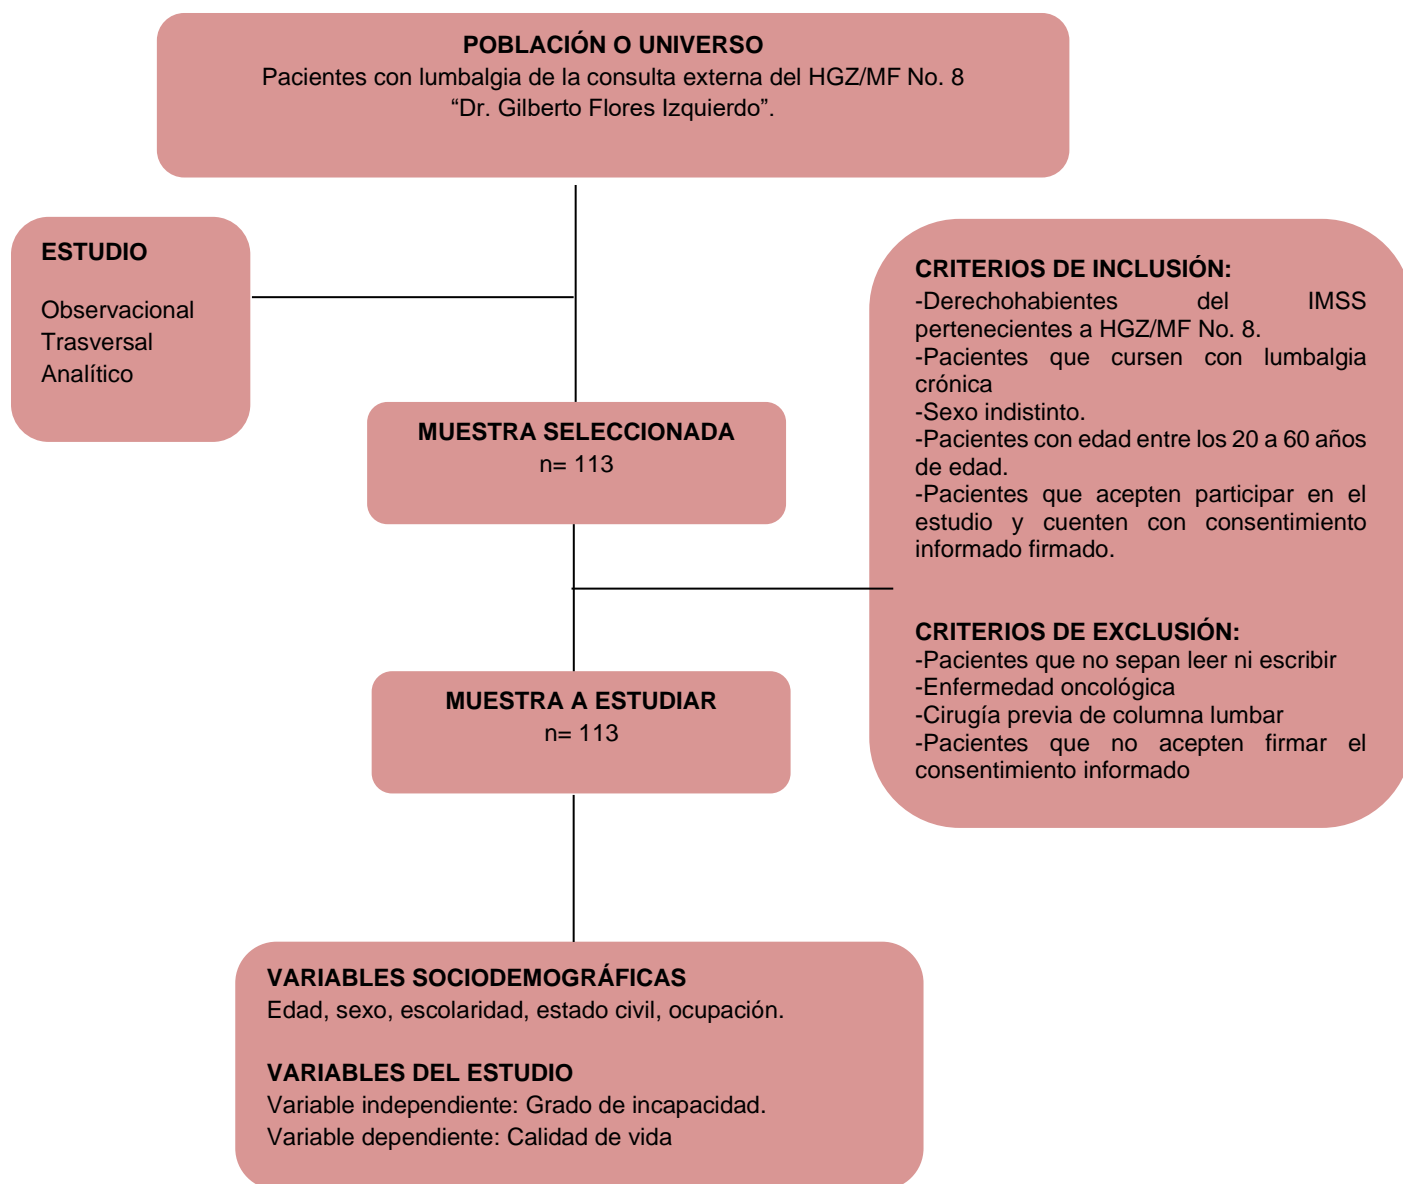 POBLACIÓN O UNIVERSO
Pacientes con lumbalgia de la consulta externa del HGZ/MF No. 8
“Dr. Gilberto Flores Izquierdo”.
ESTUDIO
Observacional
Trasversal
Analítico
MUESTRA SELECCIONADA
n= 113
CRITERIOS DE INCLUSIÓN:
-Derechohabientes del IMSS
pertenecientes a HGZ/MF No. 8.
-Pacientes que cursen con lumbalgia
crónica
-Sexo indistinto.
-Pacientes con edad entre los 20 a 60 años
de edad.
-Pacientes que acepten participar en el
estudio y cuenten con consentimiento
informado firmado.
CRITERIOS DE EXCLUSIÓN:
-Pacientes que no sepan leer ni escribir
-Enfermedad oncológica
-Cirugía previa de columna lumbar
-Pacientes que no acepten firmar el
consentimiento informado
MUESTRA A ESTUDIAR
n= 113
VARIABLES SOCIODEMOGRÁFICAS
Edad, sexo, escolaridad, estado civil, ocupación.
VARIABLES DEL ESTUDIO
Variable independiente: Grado de incapacidad.
Variable dependiente: Calidad de vida